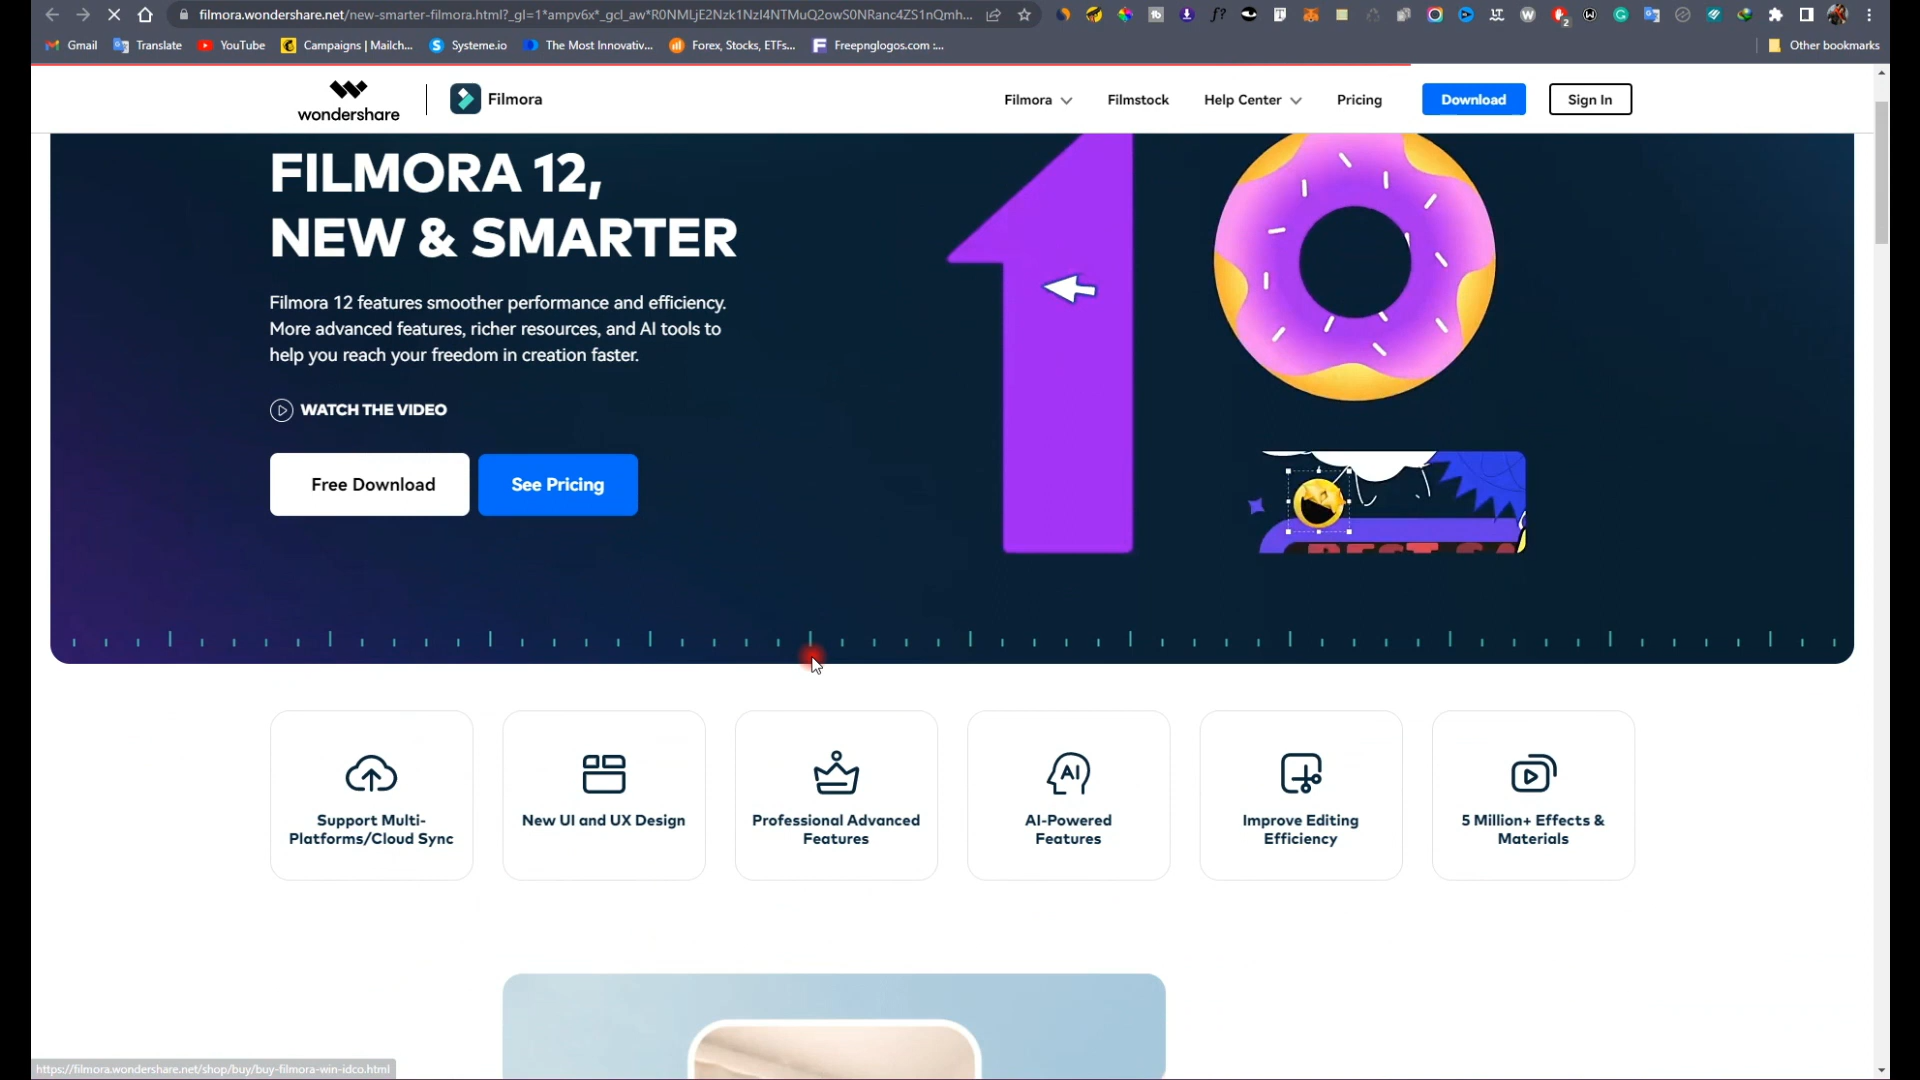 filmora.wondershare.net/new-smarter-filmora.html?_gl=1*ampv6x*_gcl_aw*R0NMLjE2Nzk1NzI4NTMuQ2owS0NRanc4ZS1nQmh...
Gmail
Translate
YouTube
Campaigns | Mailch...
Systeme.io
The Most Innovativ...
Forex, Stocks, ETFs...
Freepnglogos.com :...
Other bookmarks
wondershare
Filmora
Filmora
Filmstock
Help Center
Pricing
Download
Sign In
FILMORA 12,
NEW & SMARTER
Filmora 12 features smoother performance and efficiency.
More advanced features, richer resources, and AI tools to
help you reach your freedom in creation faster.
WATCH THE VIDEO
Free Download
See Pricing
Support Multi-
Platforms/Cloud Sync
New UI and UX Design
Professional Advanced
Features
AI
AI-Powered
Features
Improve Editing
Efficiency
5 Million+ Effects &
Materials
https://filmora.wondershare.net/shop/buy/buy-filmora-win-idco.html